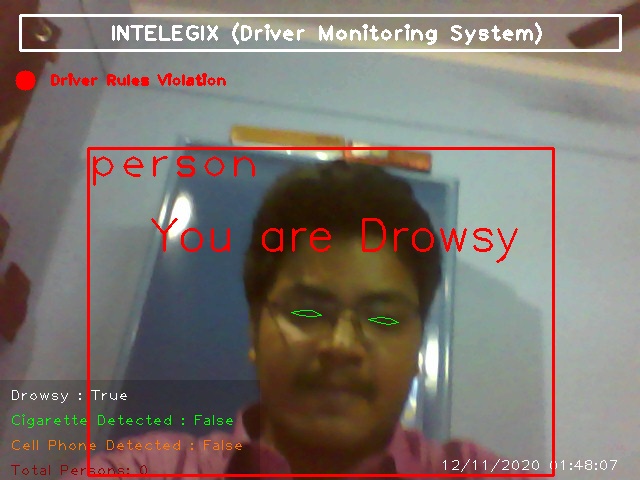 INTELEGIX (Driver Monitoring System)
Driver Rules Violation
person
You are Drowsy
Drowsy : True
Cigarette Detected : False
Cell Phone Detected : False
Total Persons: 0
12/11/2020 01:48:07